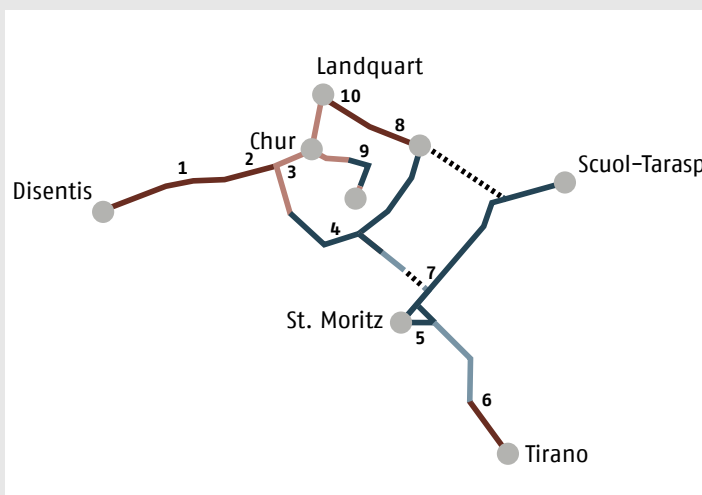 Landquart
10
8
Chur
9
Scuol-Tarasp
1
2
3
Disentis
4
7
St. Moritz
5
6
Tirano